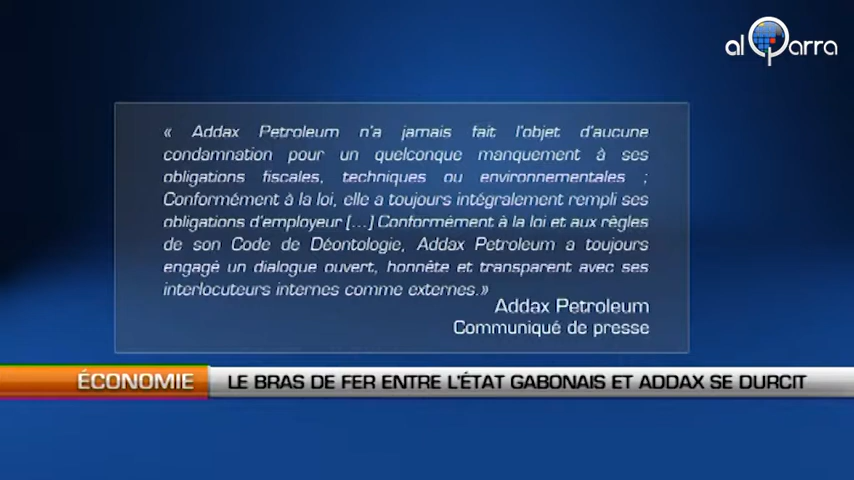 al Qarra
« Addax Petroleum n'a jamais fait l'objet d'aucune
condamnation pour un quelconque manquement à ses
obligations fiscales, techniques ou environnementales ;
Conformément à la loi, elle a toujours intégralement rempli ses
obligations d'employeur [...] Conformément à la loi et aux règles
de son Code de Déontologie, Addax Petroleum a toujours
engagé un dialogue ouvert, honnête et transparent avec ses
interlocuteurs internes comme externes.»
Addax Petroleum
Communiqué de presse
ÉCONOMIE LE BRAS DE FER ENTRE L'ÉTAT GABONAIS ET ADDAX SE DURCIT